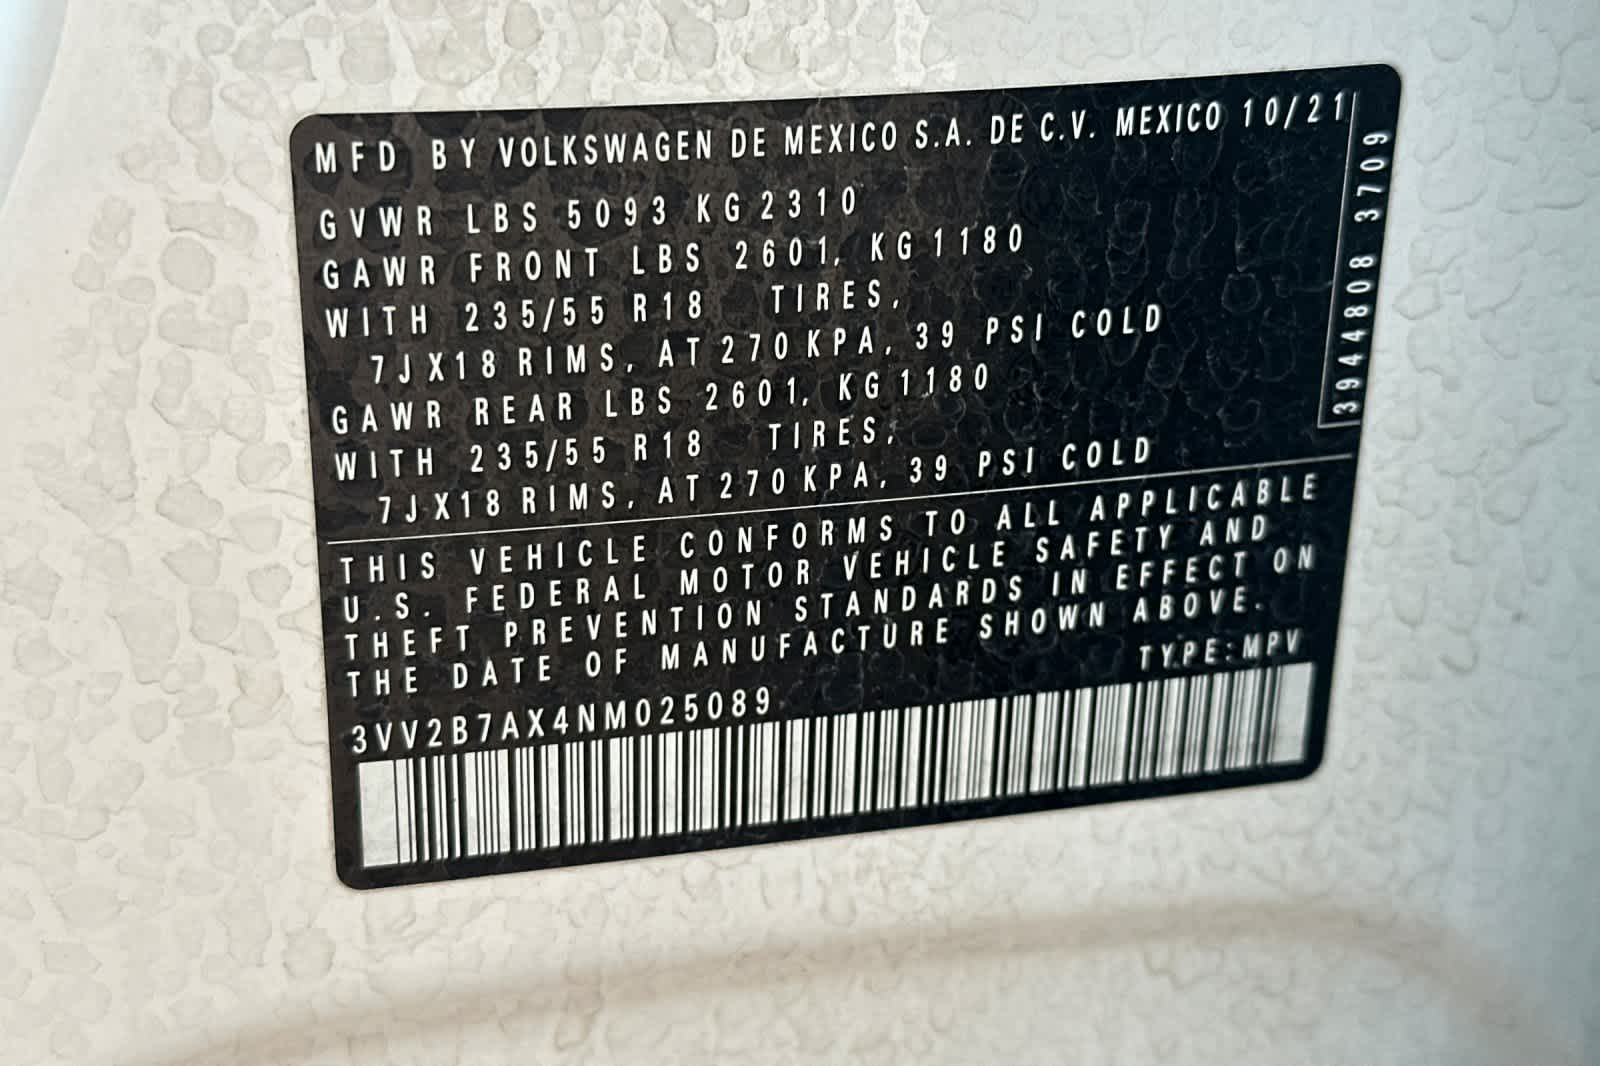 MFD BY VOLKSWAGEN DE MEXICO S.A. DE C.V. MEXICO 10/21
GVWR LBS 5093 KG 2310
GAWR FRONT LBS 2601, KG 1180
WITH 235/55 R18 TIRES,
7JX18 RIMS, AT 270 KPA, 39 PSI COLD
GAWR REAR LBS 2601, KG 1180
WITH 235/55 R18 TIRES,
7JX18 RIMS, AT 270 KPA, 39 PSI COLD
3944808 3709
THIS VEHICLE CONFORMS TO ALL APPLICABLE
U.S. FEDERAL MOTOR VEHICLE SAFETY AND
THEFT PREVENTION STANDARDS IN EFFECT ON
THE DATE OF MANUFACTURE SHOWN ABOVE.
TYPE:MPV
3VV2B7AX4NM025089